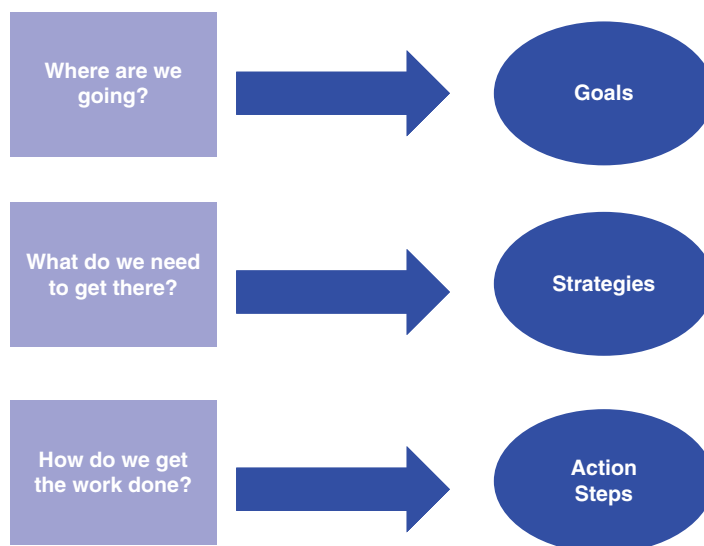 Where are we
going?
Goals
What do we need
to get there?
Strategies
How do we get
the work done?
Action
Steps